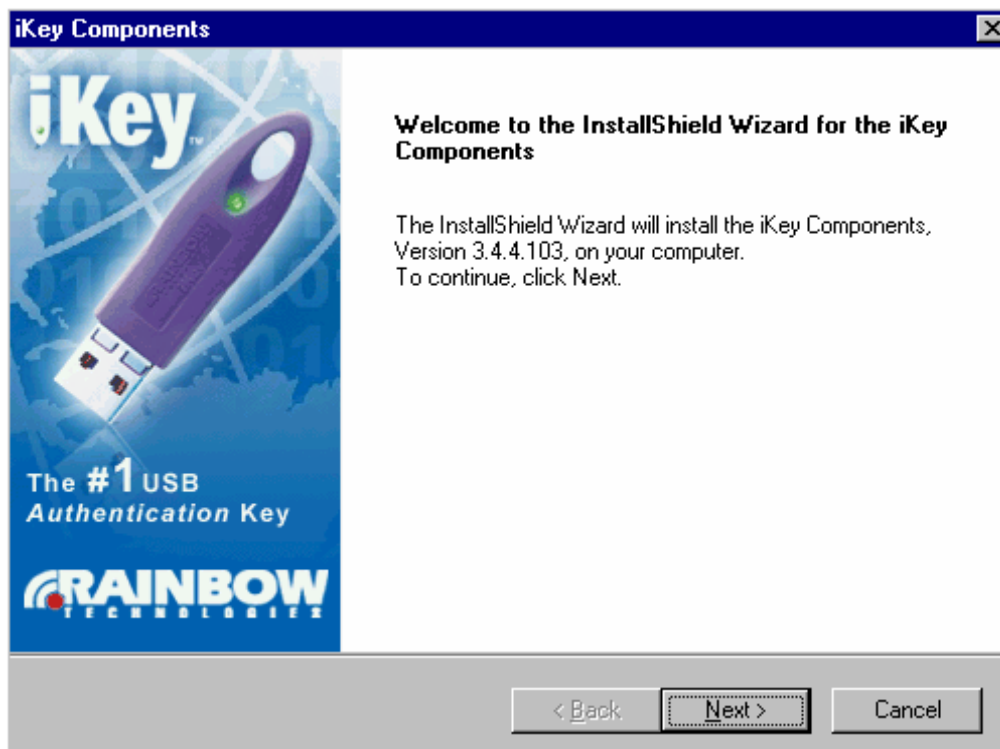 iKey Components
iKey™
Welcome to the InstallShield Wizard for the iKey
Components
The InstallShield Wizard will install the iKey Components,
Version 3.4.4.103, on your computer.
To continue, click Next.
The #1 USB
Authentication Key
RAINBOW
TECHNOLOGIES
< Back
Next >
Cancel